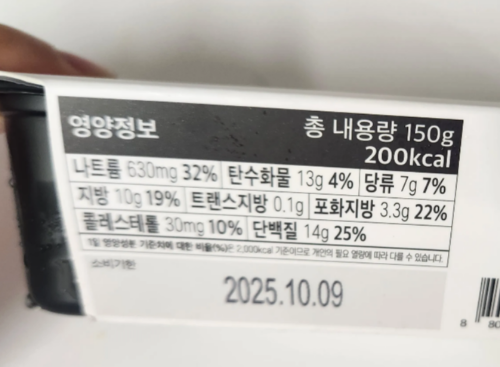 영양정보 총 내용량 150g
200kcal
나트륨 630mg 32% 탄수화물 13g 4% 당류 7g 7%
지방 10g 19% 트랜스지방 0.1g 포화지방 3.3g 22%
콜레스테롤 30mg 10% 단백질 14g 25%
1일 영양성분 기준치에 대한 비율(%)은 2,000kcal 기준이므로 개인의 필요 열량에 따라 다를 수 있습니다.
소비기한
2025.10.09
8 80